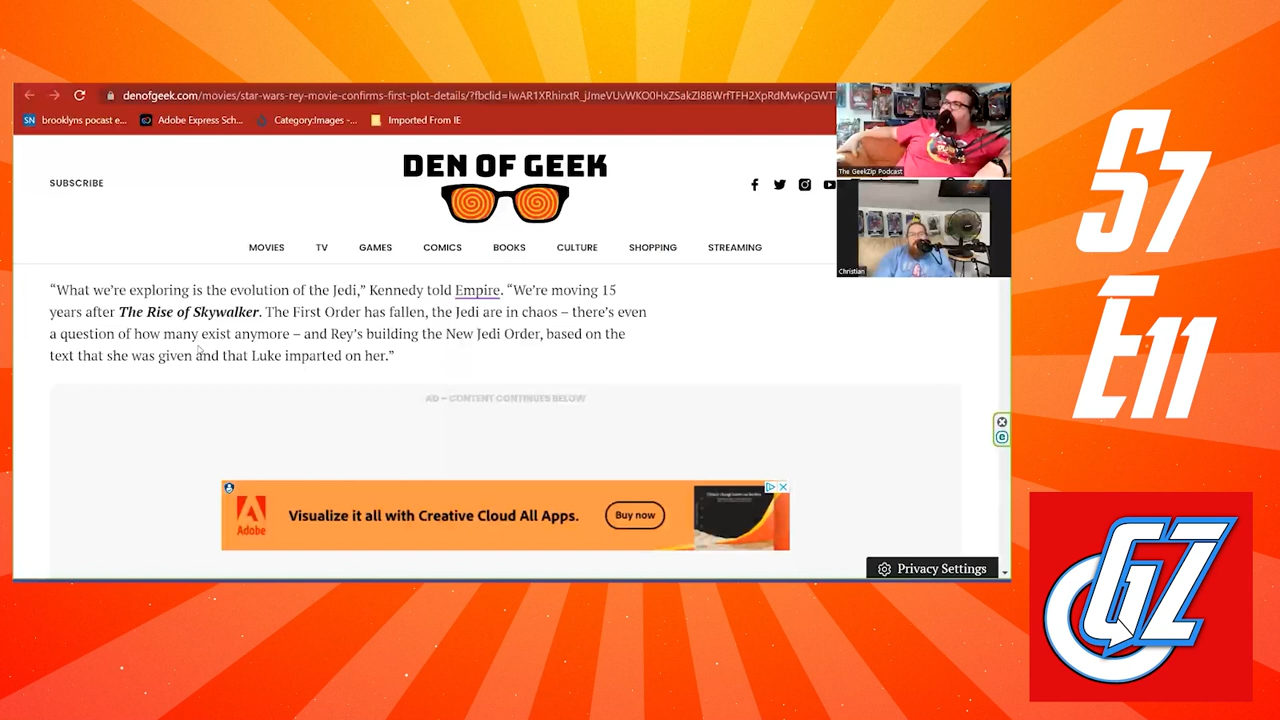 denofgeek.com/movies/star-wars-rey-movie-confirms-first-plot-details/?fbclid=IwAR1XRhirxtR_jJmeVUvWKO0HxZSakZl8BWrfTFH2XpRdMwKpGWT
SN brooklyns pocast e... Adobe Express Sch... Category:Images -... Imported From IE
The GeekZip Podcast
SUBSCRIBE
DEN OF GEEK
MOVIES TV GAMES COMICS BOOKS CULTURE SHOPPING STREAMING
Christian
“What we’re exploring is the evolution of the Jedi,” Kennedy told Empire. “We’re moving 15
years after The Rise of Skywalker. The First Order has fallen, the Jedi are in chaos – there’s even
a question of how many exist anymore – and Rey’s building the New Jedi Order, based on the
text that she was given and that Luke imparted on her.”
AD – CONTENT CONTINUES BELOW
Adobe
Visualize it all with Creative Cloud All Apps.
Buy now
Privacy Settings
S7
E11
GZ